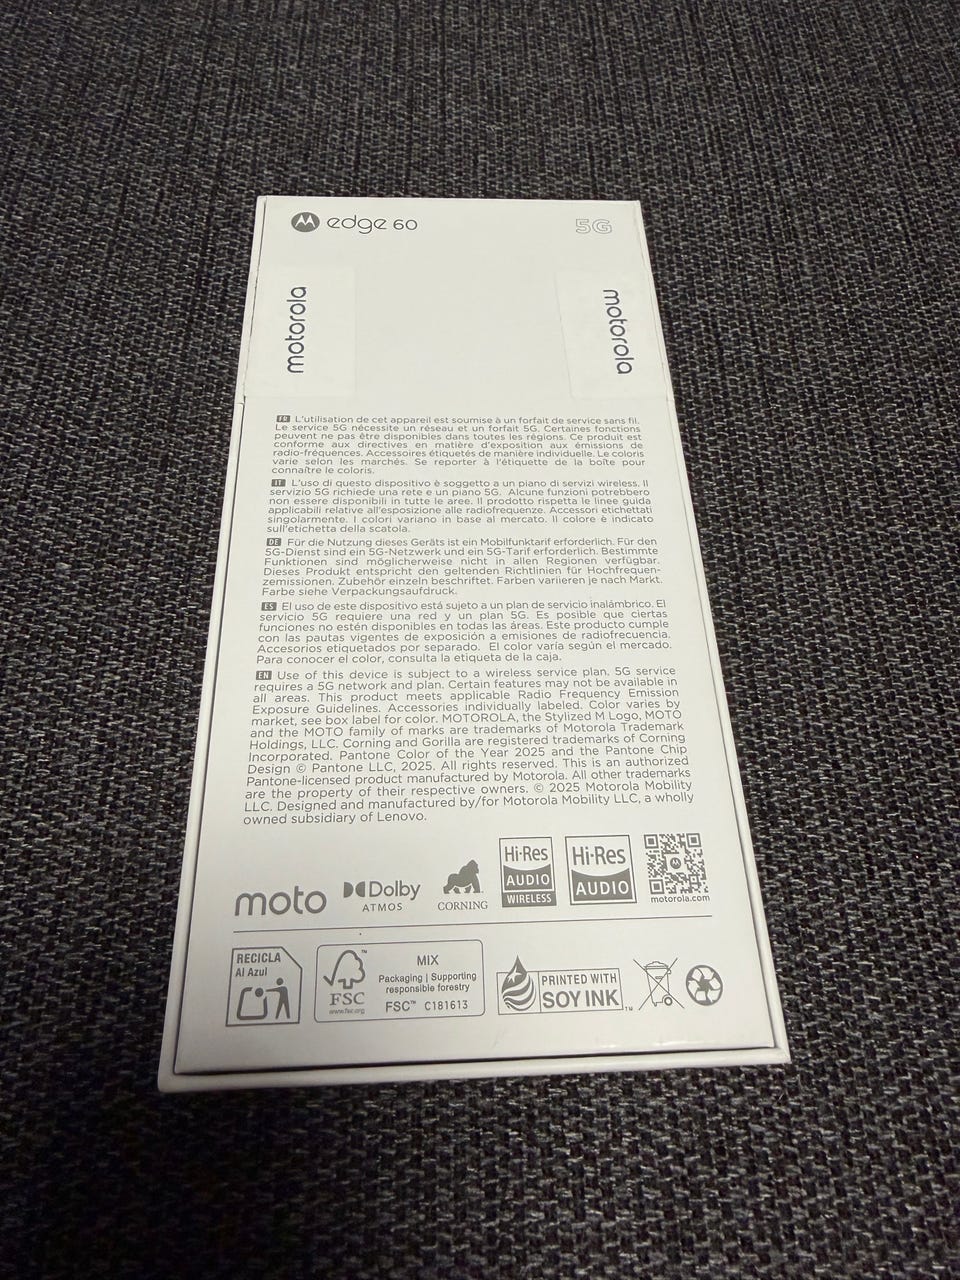 edge 60
5G
motorola
motorola
FR L'utilisation de cet appareil est soumise à un forfait de service sans fil.
Le service 5G nécessite un réseau et un forfait 5G. Certaines fonctions
peuvent ne pas être disponibles dans toutes les régions. Ce produit est
conforme aux directives en matière d'exposition aux émissions de
radio-fréquences. Accessoires étiquetés de manière individuelle. Le coloris
varie selon les marchés. Se reporter à l'étiquette de la boîte pour
connaître le coloris.
IT L'uso di questo dispositivo è soggetto a un piano di servizi wireless. Il
servizio 5G richiede una rete e un piano 5G. Alcune funzioni potrebbero
non essere disponibili in tutte le aree. Il prodotto rispetta le linee guida
applicabili relative all'esposizione alle radiofrequenze. Accessori etichettati
singolarmente. I colori variano in base al mercato. Il colore è indicato
sull'etichetta della scatola.
DE Für die Nutzung dieses Geräts ist ein Mobilfunktarif erforderlich. Für den
5G-Dienst sind ein 5G-Netzwerk und ein 5G-Tarif erforderlich. Bestimmte
Funktionen sind möglicherweise nicht in allen Regionen verfügbar.
Dieses Produkt entspricht den geltenden Richtlinien für Hochfrequen-
zemissionen. Zubehör einzeln beschriftet. Farben variieren je nach Markt.
Farbe siehe Verpackungsaufdruck.
ES El uso de este dispositivo está sujeto a un plan de servicio inalámbrico. El
servicio 5G requiere una red y un plan 5G. Es posible que ciertas
funciones no estén disponibles en todas las áreas. Este producto cumple
con las pautas vigentes de exposición a emisiones de radiofrecuencia.
Accesorios etiquetados por separado. El color varía según el mercado.
Para conocer el color, consulta la etiqueta de la caja.
EN Use of this device is subject to a wireless service plan. 5G service
requires a 5G network and plan. Certain features may not be available in
all areas. This product meets applicable Radio Frequency Emission
Exposure Guidelines. Accessories individually labeled. Color varies by
market, see box label for color. MOTOROLA, the Stylized M Logo, MOTO
and the MOTO family of marks are trademarks of Motorola Trademark
Holdings, LLC. Corning and Gorilla are registered trademarks of Corning
Incorporated. Pantone Color of the Year 2025 and the Pantone Chip
Design © Pantone LLC, 2025. All rights reserved. This is an authorized
Pantone-licensed product manufactured by Motorola. All other trademarks
are the property of their respective owners. © 2025 Motorola Mobility
LLC. Designed and manufactured by/for Motorola Mobility LLC, a wholly
owned subsidiary of Lenovo.
moto
Dolby
ATMOS
CORNING
Hi-Res
AUDIO
WIRELESS
Hi-Res
AUDIO
motorola.com
RECICLA
Al Azul
FSC
www.fsc.org
MIX
Packaging | Supporting
responsible forestry
FSC™ C181613
PRINTED WITH
SOY INK™